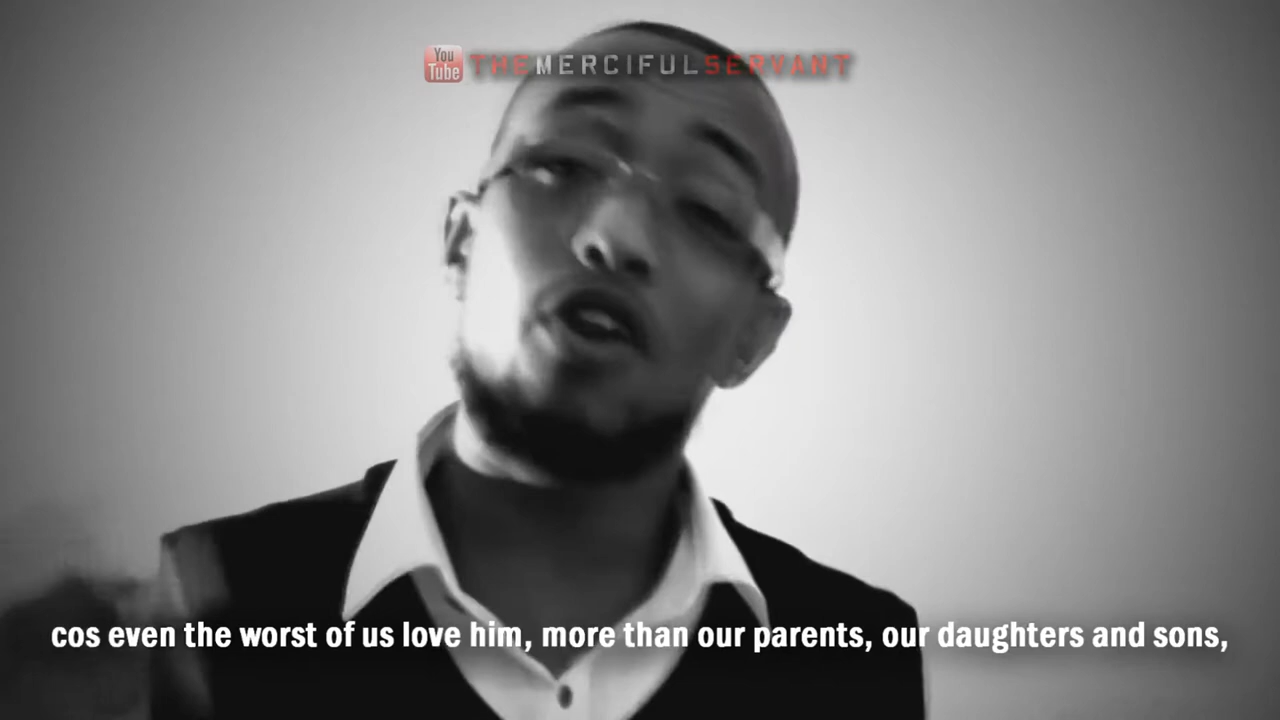 You Tube THEMERCIFULSERVANT
cos even the worst of us love him, more than our parents, our daughters and sons,